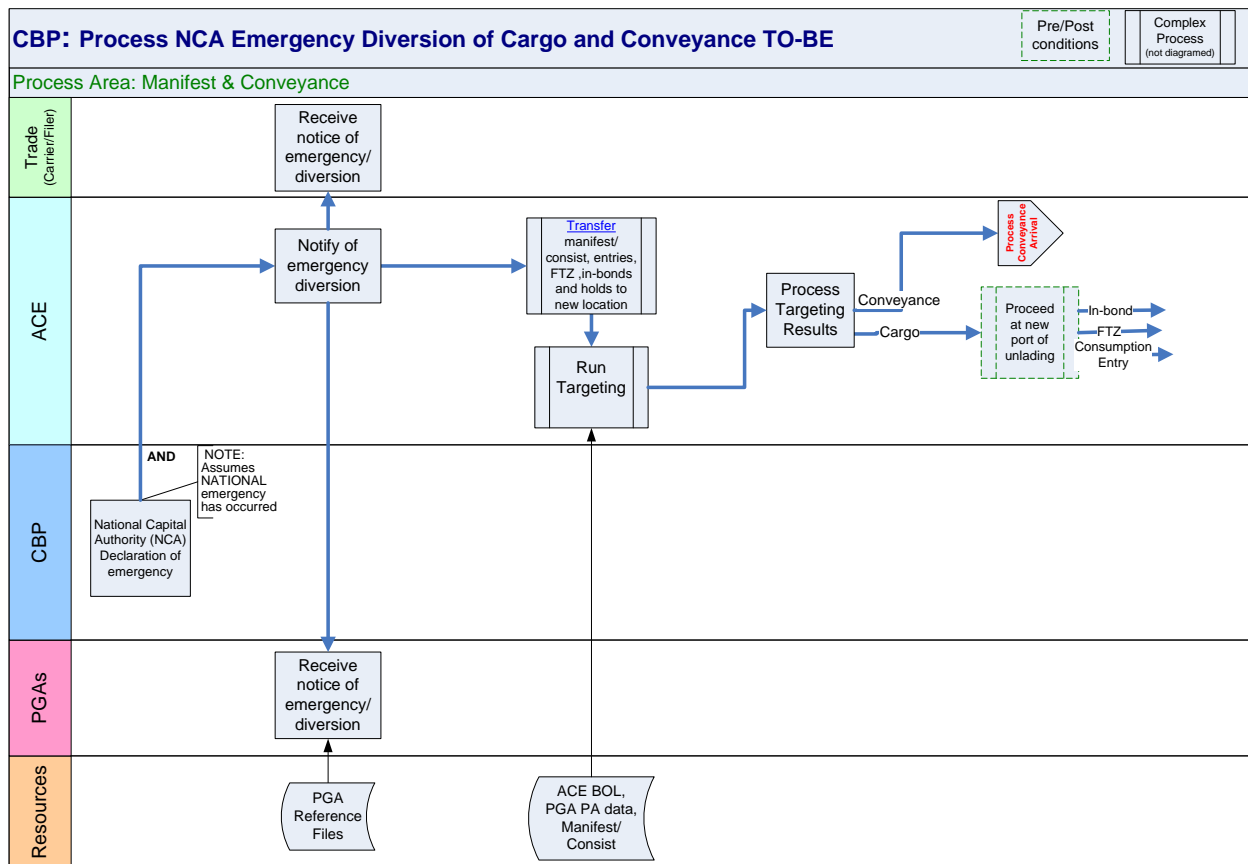 CBP: Process NCA Emergency Diversion of Cargo and Conveyance TO-BE
Pre/Post
conditions
Complex
Process
(not diagramed)
Process Area: Manifest & Conveyance
Trade
(Carrier/Filer)
Receive
notice of
emergency/
diversion
ACE
Notify of
emergency
diversion
Transfer
manifest/
consist, entries,
FTZ ,in-bonds
and holds to
new location
Run
Targeting
Process
Targeting
Results
Conveyance
Cargo
Process
Conveyance
Arrival
Proceed
at new
port of
unlading
In-bond
FTZ
Consumption
Entry
CBP
AND
NOTE:
Assumes
NATIONAL
emergency
has occurred
National Capital
Authority (NCA)
Declaration of
emergency
PGAs
Receive
notice of
emergency/
diversion
Resources
PGA
Reference
Files
ACE BOL,
PGA PA data,
Manifest/
Consist